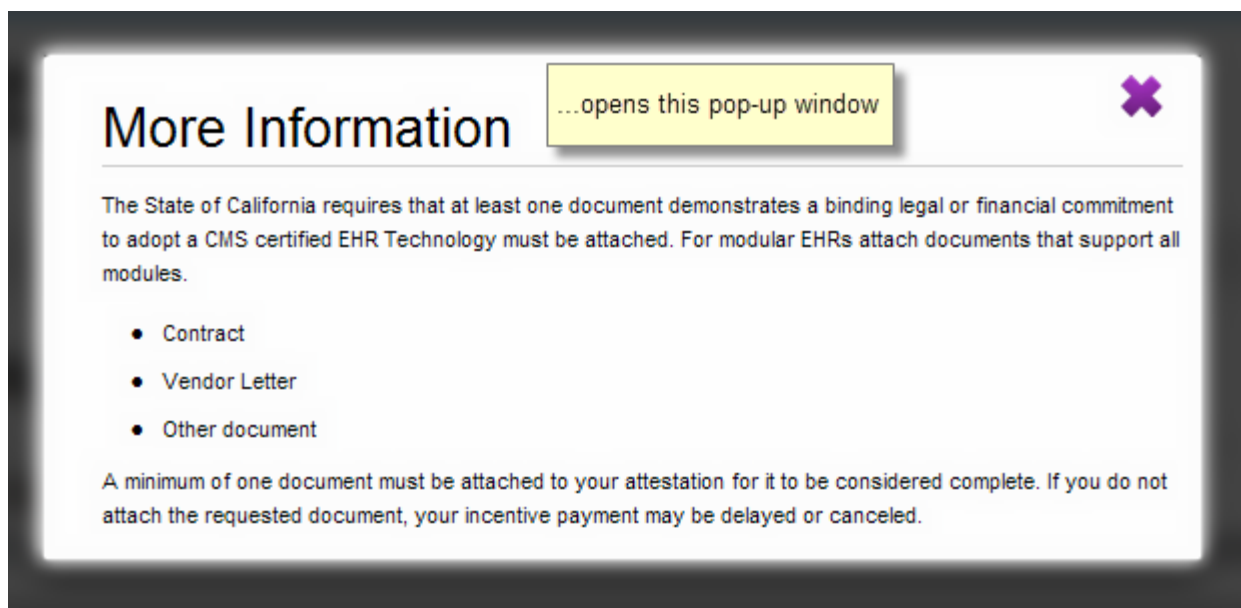 More Information
...opens this pop-up window
The State of California requires that at least one document demonstrates a binding legal or financial commitment
to adopt a CMS certified EHR Technology must be attached. For modular EHRs attach documents that support all
modules.
• Contract
• Vendor Letter
• Other document
A minimum of one document must be attached to your attestation for it to be considered complete. If you do not
attach the requested document, your incentive payment may be delayed or canceled.